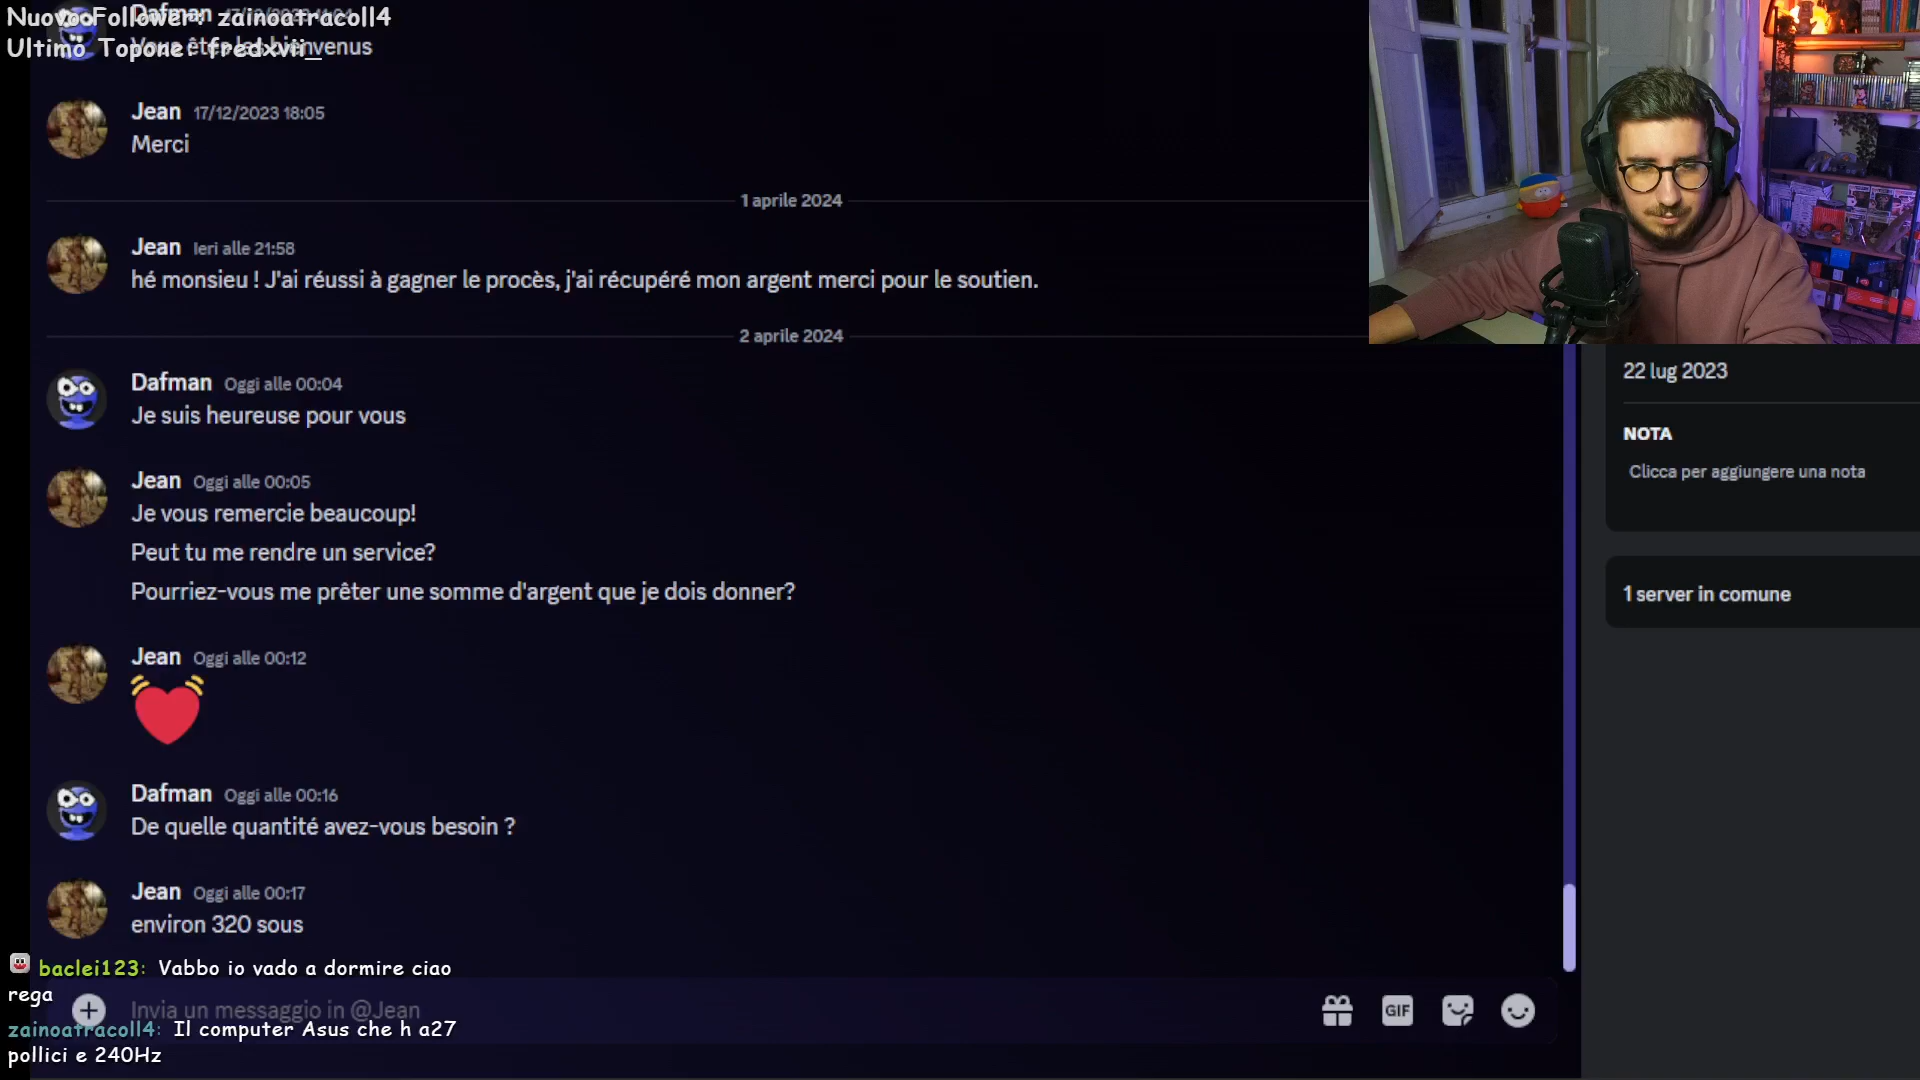 Nuovo Follower: zainoatracoll4
Dafman
Ultimo Topone: fredxvii_
Vous êtes les bienvenus
Jean 17/12/2023 18:05
Merci
1 aprile 2024
Jean Ieri alle 21:58
hé monsieu ! J'ai réussi à gagner le procès, j'ai récupéré mon argent merci pour le soutien.
2 aprile 2024
Dafman Oggi alle 00:04
Je suis heureuse pour vous
Jean Oggi alle 00:05
Je vous remercie beaucoup!
Peut tu me rendre un service?
Pourriez-vous me prêter une somme d'argent que je dois donner?
Jean Oggi alle 00:12
Dafman Oggi alle 00:16
De quelle quantité avez-vous besoin ?
Jean Oggi alle 00:17
environ 320 sous
baclei123: Vabbo io vado a dormire ciao
rega
Invia un messaggio in @Jean
GIF
zainoatracoll4: Il computer Asus che h a27
pollici e 240Hz
22 lug 2023
NOTA
Clicca per aggiungere una nota
1 server in comune